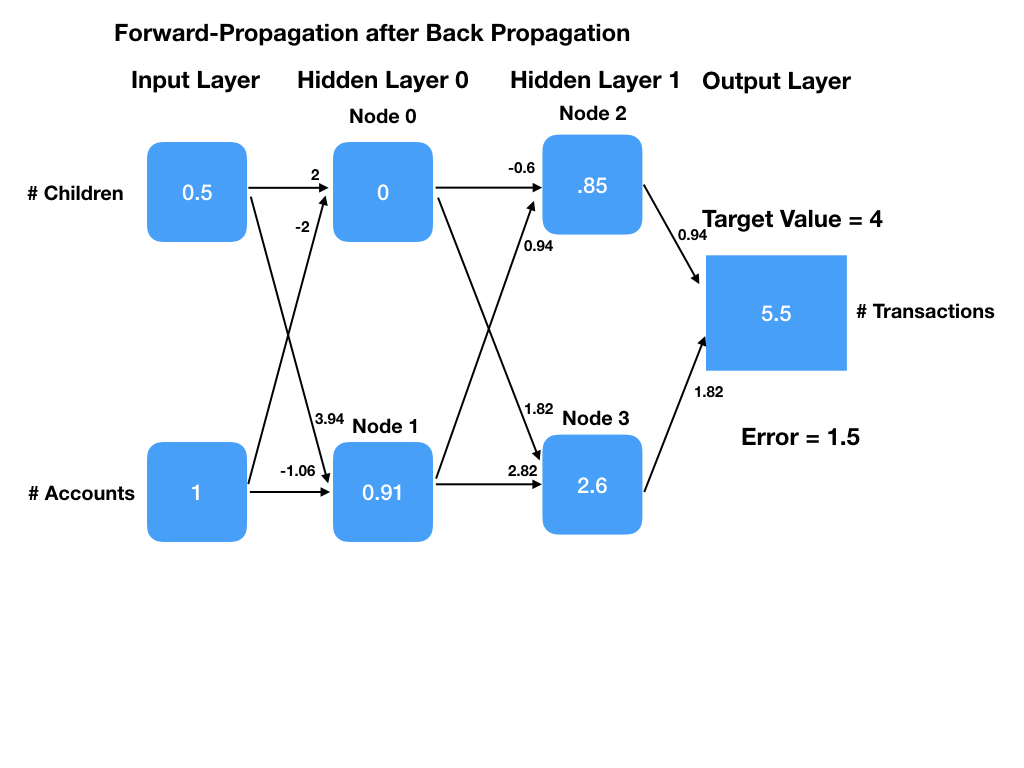 Forward-Propagation after Back Propagation
Input Layer
Hidden Layer 0
Hidden Layer 1
Output Layer
Node 0
Node 2
# Children
0.5
2
0
-0.6
.85
-2
0.94
0.94
Target Value = 4
5.5
# Transactions
3.94
Node 1
1.82
Node 3
1.82
Error = 1.5
# Accounts
1
-1.06
0.91
2.82
2.6